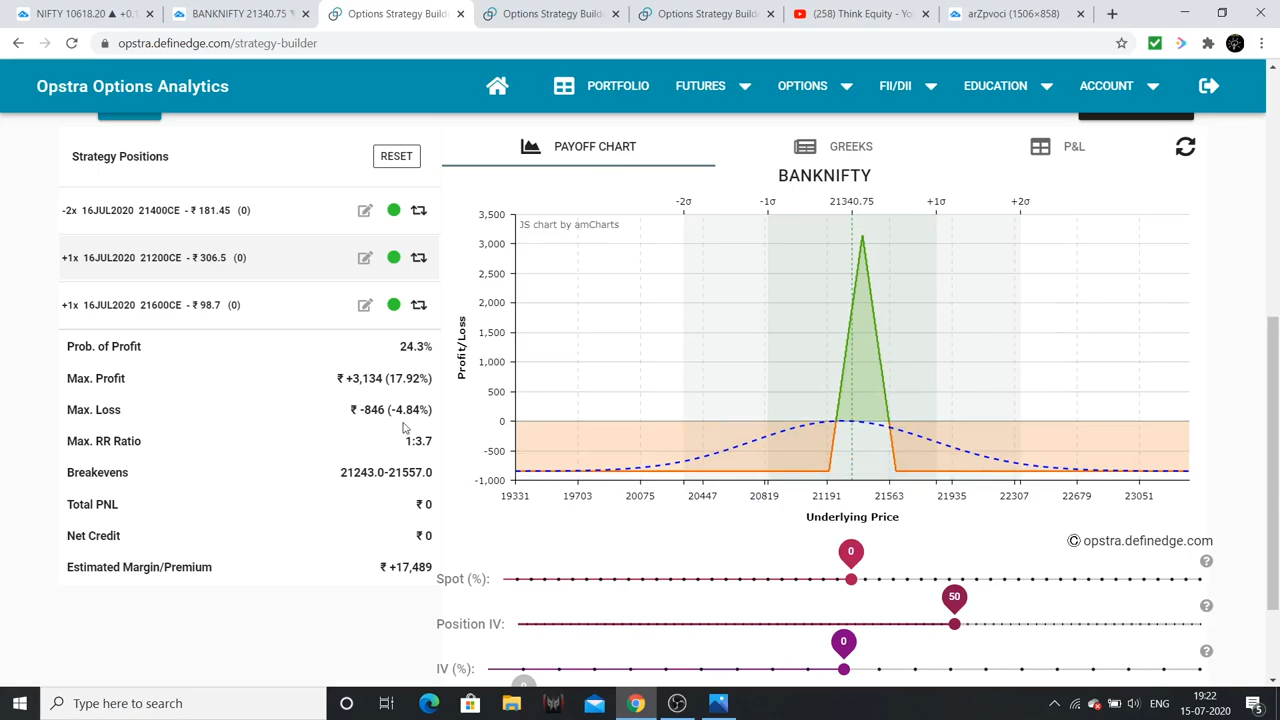 NIFTY 10618.20 ▲ +0.1
BANKNIFTY 21340.75 ▼
Options Strategy Builde
Options Strategy Builde
Options Strategy Builde
(258) Think Equity - Yo
arZpvoci (1506×858)
opstra.definedge.com/strategy-builder
Opstra Options Analytics
PORTFOLIO
FUTURES
OPTIONS
FII/DII
EDUCATION
ACCOUNT
Strategy Positions
RESET
-2x 16JUL2020 21400CE - ₹ 181.45 (0)
+1x 16JUL2020 21200CE - ₹ 306.5 (0)
+1x 16JUL2020 21600CE - ₹ 98.7 (0)
Prob. of Profit 24.3%
Max. Profit ₹ +3,134 (17.92%)
Max. Loss ₹ -846 (-4.84%)
Max. RR Ratio 1:3.7
Breakevens 21243.0-21557.0
Total PNL ₹ 0
Net Credit ₹ 0
Estimated Margin/Premium ₹ +17,489
PAYOFF CHART
GREEKS
P&L
BANKNIFTY
-2σ -1σ 21340.75 +1σ +2σ
JS chart by amCharts
3,500
3,000
2,500
2,000
1,500
1,000
500
0
-500
-1,000
Profit/Loss
19331 19703 20075 20447 20819 21191 21563 21935 22307 22679 23051
Underlying Price
© opstra.definedge.com
0
Spot (%):
50
Position IV:
0
IV (%):
0
Type here to search
ENG
19:22
15-07-2020
5